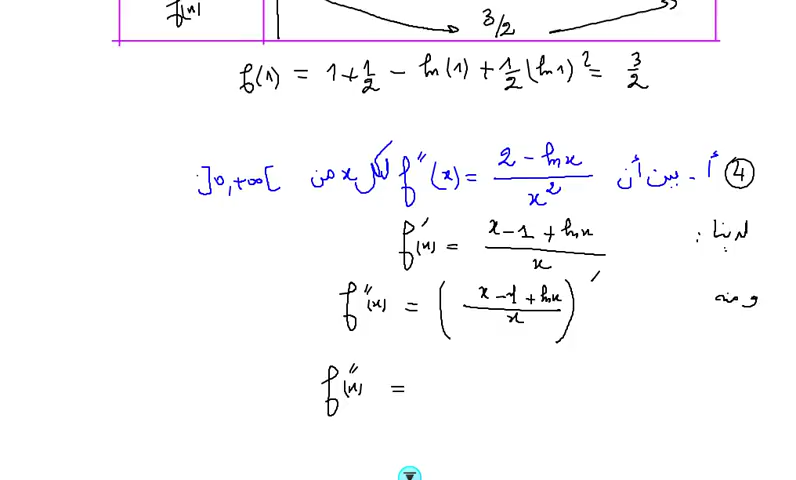 f(x)
3/2
f(1) = 1 + 1/2 - ln(1) + 1/2 (ln 1)² = 3/2
④ أ - بين أن f''(x) = (2 - ln x)/x² لكل x من ]0,+∞[
لدينا : f'(x) = (x - 1 + ln x)/x
ومنه f''(x) = ((x - 1 + ln x)/x)'
f''(x) =